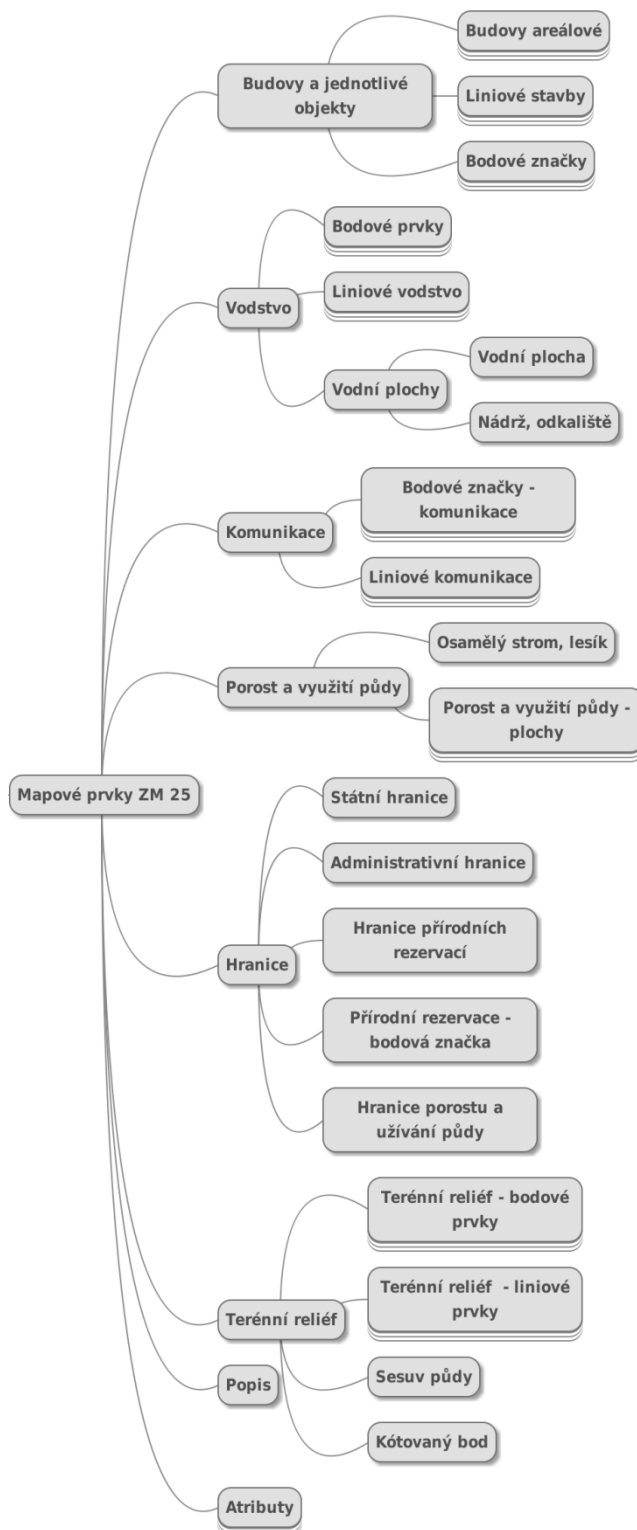 Budovy areálové
Budovy a jednotlivé
objekty
Liniové stavby
Bodové značky
Bodové prvky
Liniové vodstvo
Vodstvo
Vodní plocha
Vodní plochy
Nádrž, odkaliště
Bodové značky -
komunikace
Komunikace
Liniové komunikace
Osamělý strom, lesík
Porost a využití půdy
Porost a využití půdy -
plochy
Mapové prvky ZM 25
Státní hranice
Administrativní hranice
Hranice přírodních
rezervací
Hranice
Přírodní rezervace -
bodová značka
Hranice porostu a
užívání půdy
Terénní reliéf - bodové
prvky
Terénní reliéf  - liniové
prvky
Terénní reliéf
Sesuv půdy
Popis
Kótovaný bod
Atributy